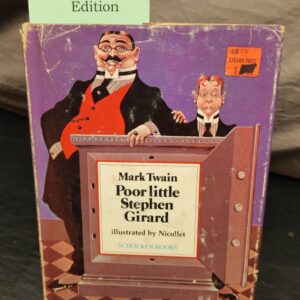 Edition
STRAND PRICE
Mark Twain
Poor little
Stephen
Girard
illustrated by Nicollet
SCHOCKEN BOOKS